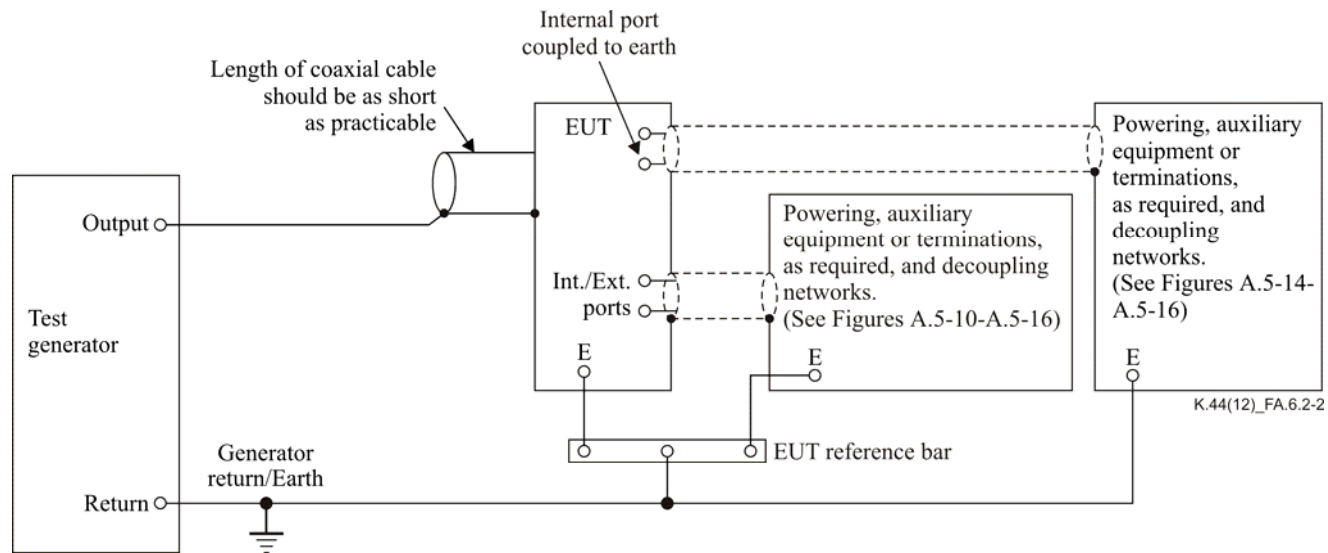 Internal port
coupled to earth
Length of coaxial cable
should be as short
as practicable
EUT
Powering, auxiliary
equipment or
terminations,
as required, and
decoupling
networks.
(See Figures A.5-14-
A.5-16)
Output
Powering, auxiliary
equipment or terminations,
as required, and decoupling
networks.
(See Figures A.5-10-A.5-16)
Int./Ext.
ports
Test
generator
E
E
E
K.44(12)_FA.6.2-2
Generator
return/Earth
EUT reference bar
Return